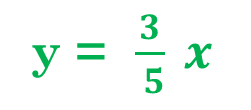 y = 3/5 x